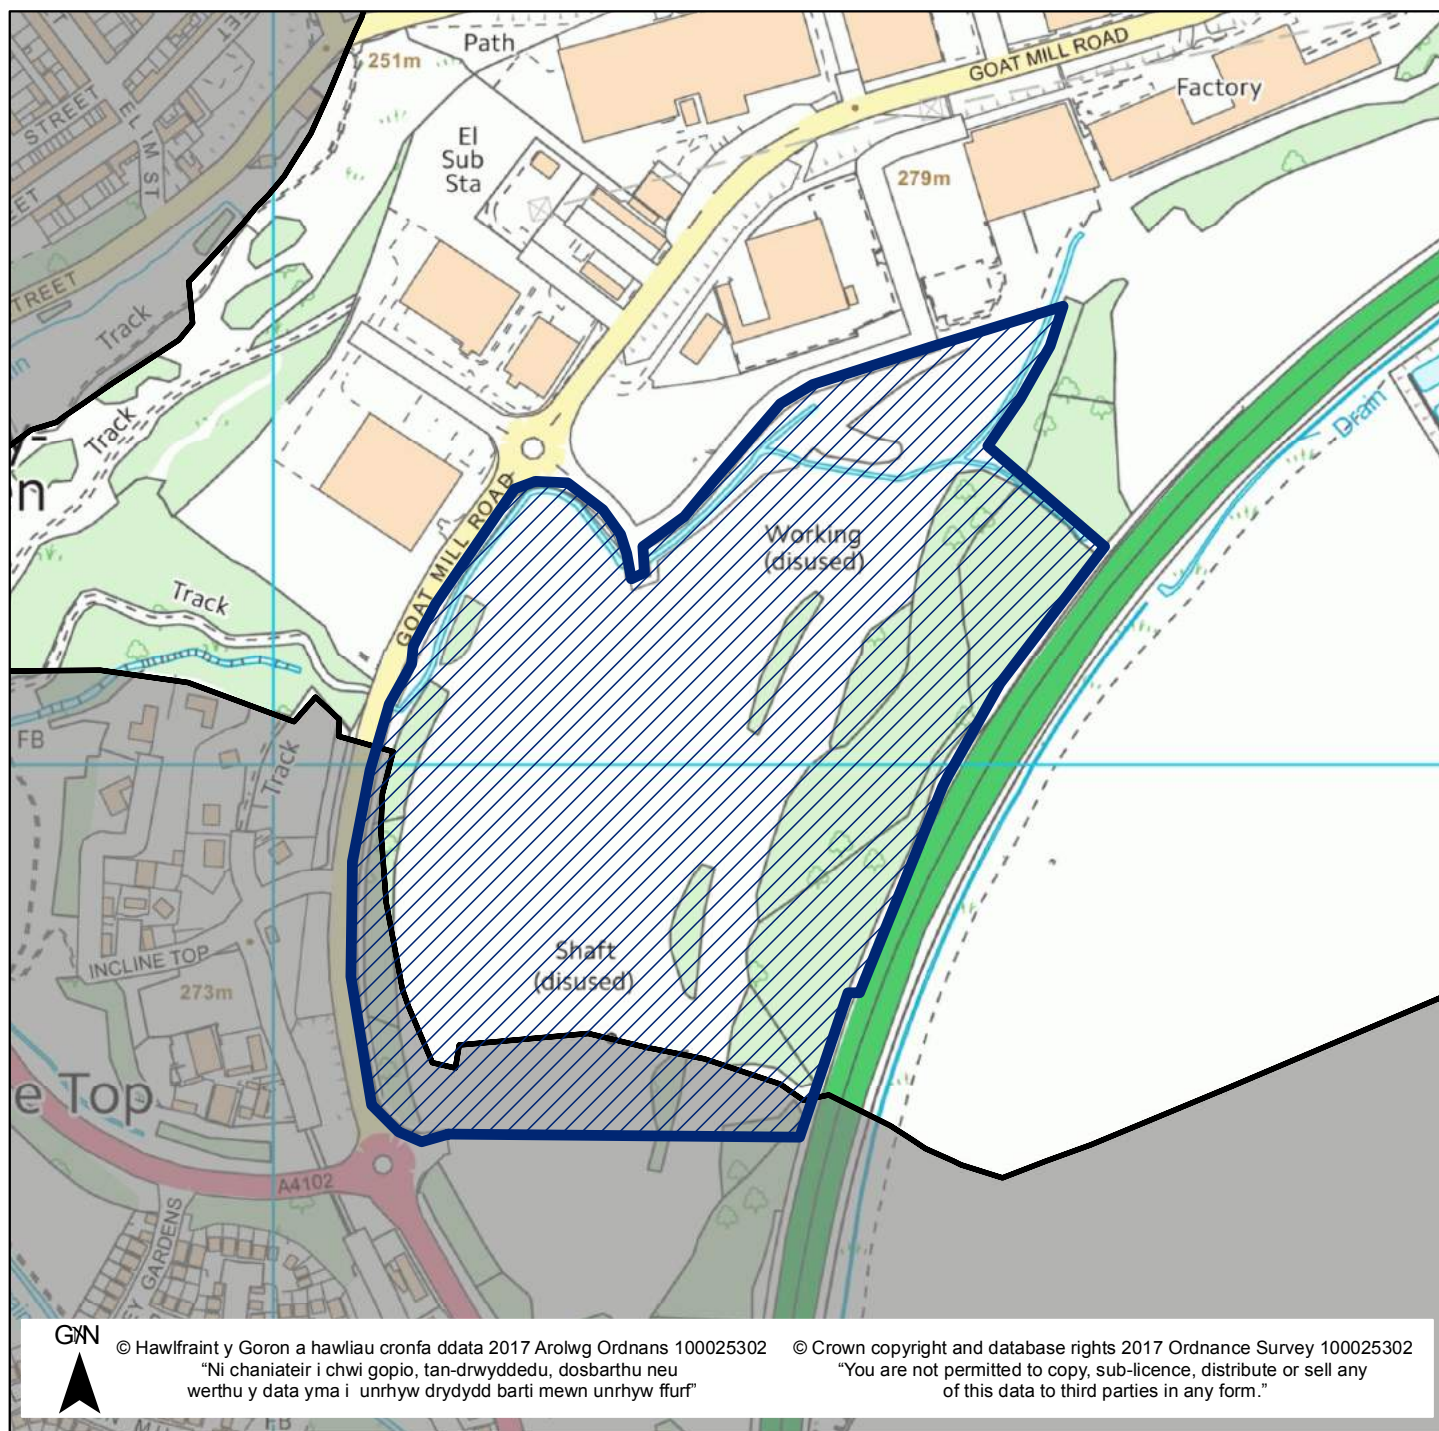 Path
251m
GOAT MILL ROAD
Factory
STREET
ELIM ST
El
Sub
Sta
279m
Track
Track
Drain
n
GOAT MILL ROAD
Working
(disused)
Track
FB
Track
Shaft
(disused)
INCLINE TOP
273m
e Top
A4102
GARDENS
FB
© Hawlfraint y Goron a hawliau cronfa ddata 2017 Arolwg Ordnans 100025302
“Ni chaniateir i chwi gopio, tan-drwyddedu, dosbarthu neu
werthu y data yma i unrhyw drydydd barti mewn unrhyw ffurf”
© Crown copyright and database rights 2017 Ordnance Survey 100025302
“You are not permitted to copy, sub-licence, distribute or sell any
of this data to third parties in any form.”